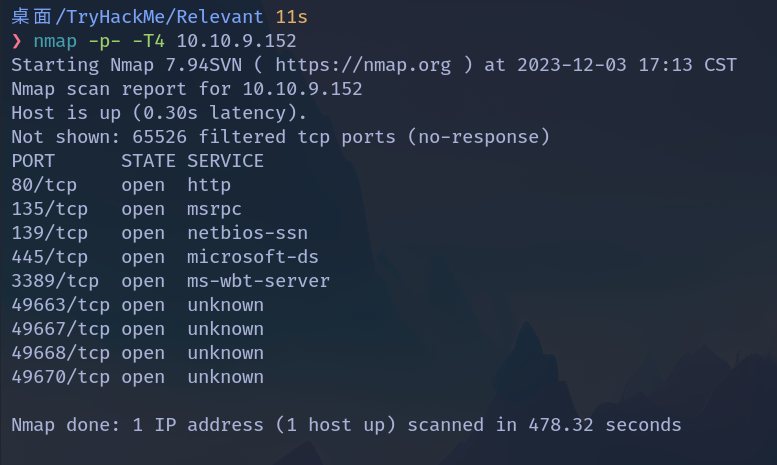 桌面/TryHackMe/Relevant 11s
❯ nmap -p- -T4 10.10.9.152
Starting Nmap 7.94SVN ( https://nmap.org ) at 2023-12-03 17:13 CST
Nmap scan report for 10.10.9.152
Host is up (0.30s latency).
Not shown: 65526 filtered tcp ports (no-response)
PORT      STATE SERVICE
80/tcp    open  http
135/tcp   open  msrpc
139/tcp   open  netbios-ssn
445/tcp   open  microsoft-ds
3389/tcp  open  ms-wbt-server
49663/tcp open  unknown
49667/tcp open  unknown
49668/tcp open  unknown
49670/tcp open  unknown
Nmap done: 1 IP address (1 host up) scanned in 478.32 seconds